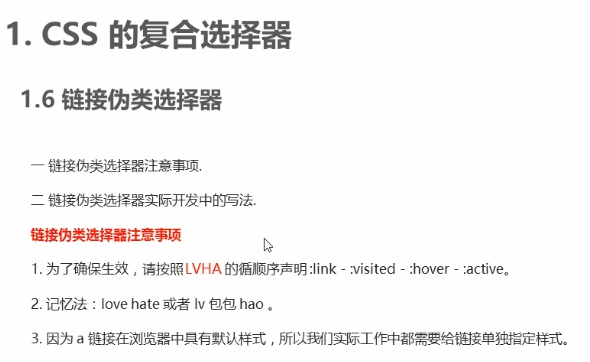 1. CSS 的复合选择器
1.6 链接伪类选择器
一 链接伪类选择器注意事项.
二 链接伪类选择器实际开发中的写法.
链接伪类选择器注意事项
1. 为了确保生效，请按照 LVHA 的循顺序声明 :link - :visited - :hover - :active。
2. 记忆法：love hate 或者 lv 包包 hao 。
3. 因为 a 链接在浏览器中具有默认样式，所以我们实际工作中都需要给链接单独指定样式。